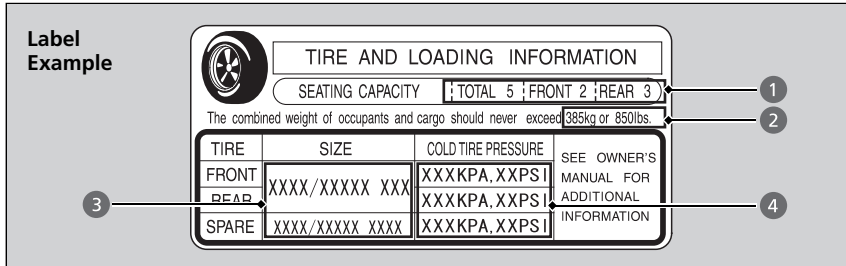 Label
Example
TIRE AND LOADING INFORMATION
SEATING CAPACITY TOTAL 5 FRONT 2 REAR 3
1
The combined weight of occupants and cargo should never exceed 385kg or 850lbs.
2
TIRE SIZE COLD TIRE PRESSURE SEE OWNER'S MANUAL FOR ADDITIONAL INFORMATION
FRONT XXXX/XXXXX XXX XXXKPA,XXPSI
REAR XXXKPA,XXPSI
SPARE XXXX/XXXXX XXXX XXXKPA,XXPSI
3
4